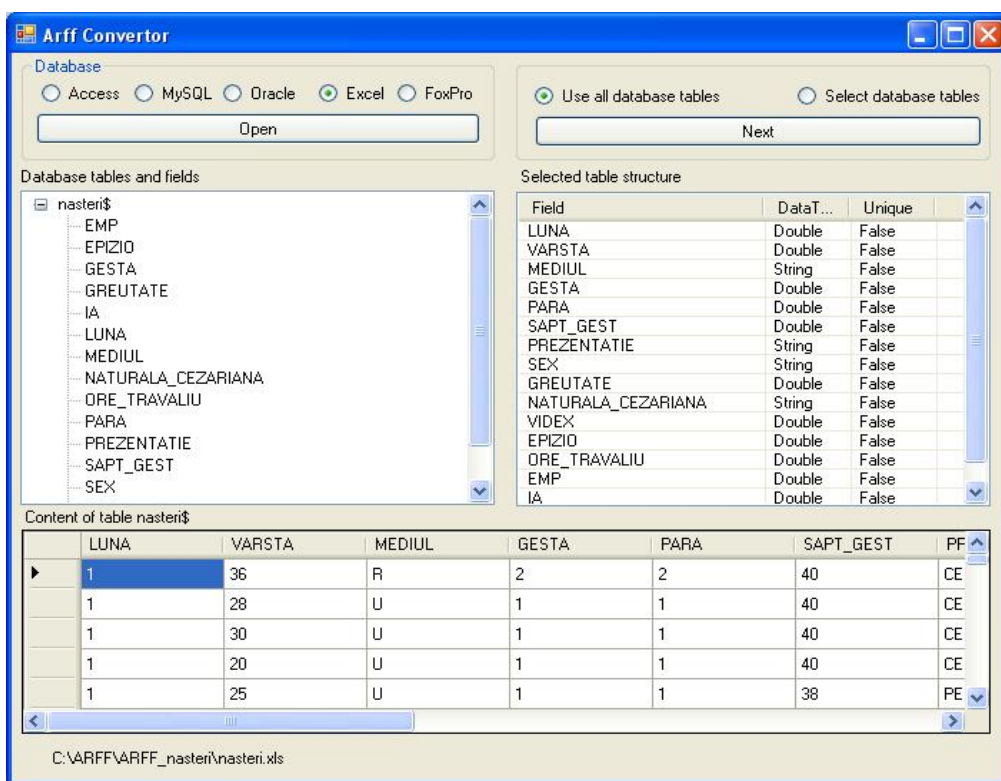 Arff Convertor
Database
Access MySQL Oracle Excel FoxPro
Open
Use all database tables Select database tables
Next
Database tables and fields
nasteri$
EMP
EPIZIO
GESTA
GREUTATE
IA
LUNA
MEDIUL
NATURALA_CEZARIANA
ORE_TRAVALIU
PARA
PREZENTATIE
SAPT_GEST
SEX
Selected table structure
Field DataT... Unique
LUNA Double False
VARSTA Double False
MEDIUL String False
GESTA Double False
PARA Double False
SAPT_GEST Double False
PREZENTATIE String False
SEX String False
GREUTATE Double False
NATURALA_CEZARIANA String False
VIDEX Double False
EPIZIO Double False
ORE_TRAVALIU Double False
EMP Double False
IA Double False
Content of table nasteri$
LUNA VARSTA MEDIUL GESTA PARA SAPT_GEST PF
1 36 R 2 2 40 CE
1 28 U 1 1 40 CE
1 30 U 1 1 40 CE
1 20 U 1 1 40 CE
1 25 U 1 1 38 PE
C:\ARFF\ARFF_nasteri\nasteri.xls